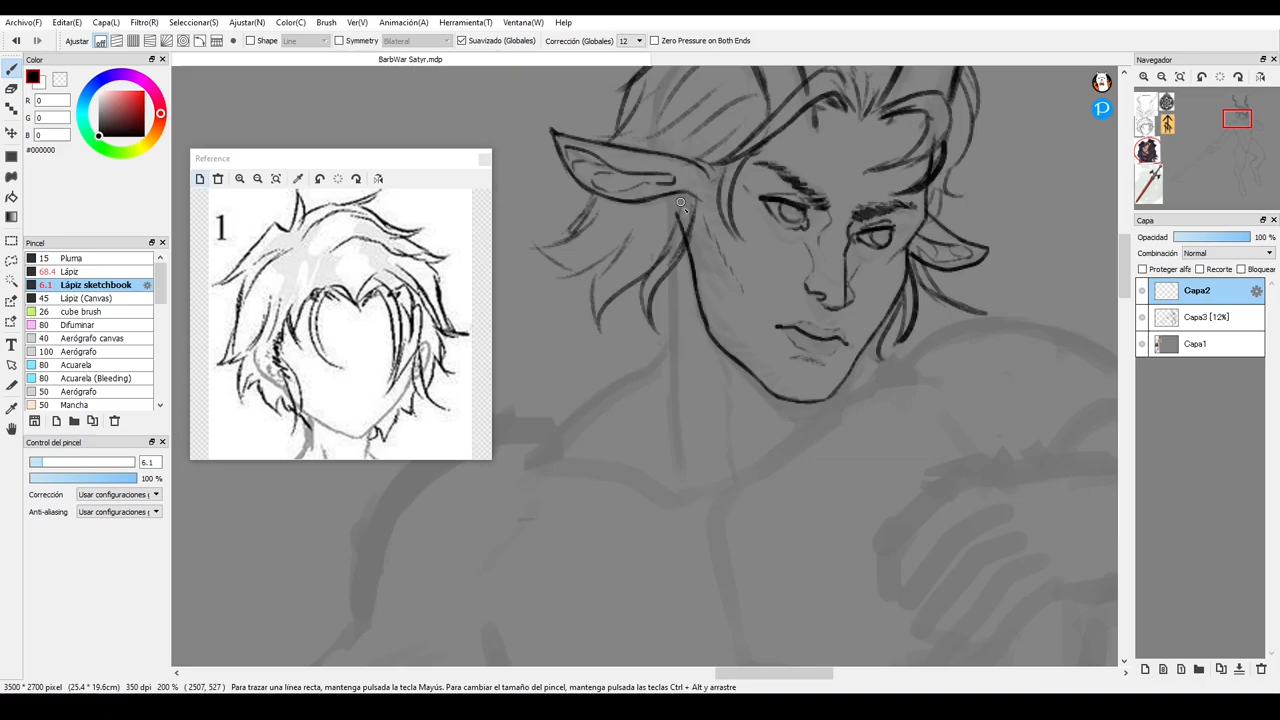 Archivo(F) Editar(E) Capa(L) Filtro(R) Seleccionar(S) Ajustar(N) Color(C) Brush Ver(V) Animación(A) Herramienta(T) Ventana(W) Help
Ajustar off Shape Line Symmetry Bilateral Suavizado (Globales) Corrección (Globales) 12 Zero Pressure on Both Ends
Color
BarbWar Satyr.mdp
Navegador
R 0
G 0
B 0
#000000
Reference
1
Capa
Opacidad 100 %
Combinación Normal
Proteger alfa Recorte Bloquear
Capa2
Capa3 [12%]
Capa1
Pincel
15 Pluma
68.4 Lápiz
6.1 Lápiz sketchbook
45 Lápiz (Canvas)
26 cube brush
80 Difuminar
40 Aerógrafo canvas
100 Aerógrafo
80 Acuarela
80 Acuarela (Bleeding)
50 Aerógrafo
50 Mancha
Control del pincel
6.1
100 %
Corrección Usar configuraciones g
Anti-aliasing Usar configuraciones g
3500 * 2700 pixel (25.4 * 19.6cm) 350 dpi 200 % ( 2507, 527 ) Para trazar una línea recta, mantenga pulsada la tecla Mayús. Para cambiar el tamaño del pincel, mantenga pulsada las teclas Ctrl + Alt y arrastre